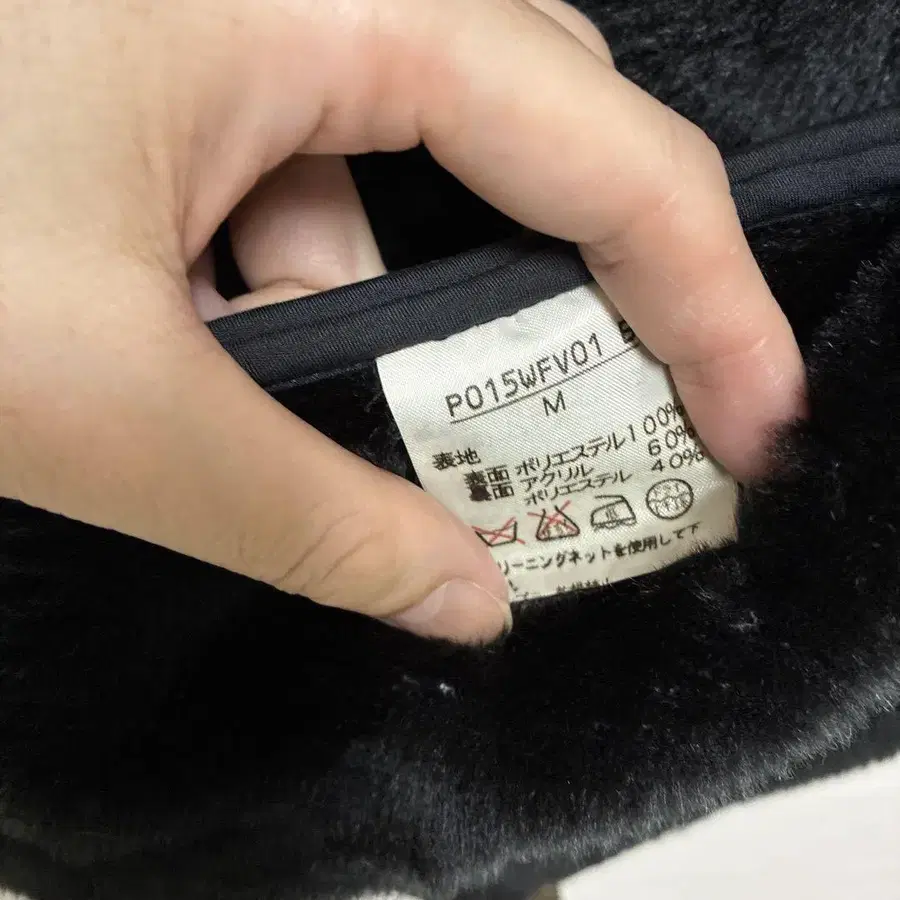 P015WFV01
M
表地
表面 ポリエステル100%
裏面 アクリル 60%
ポリエステル 40%
リーニングネットを使用して下